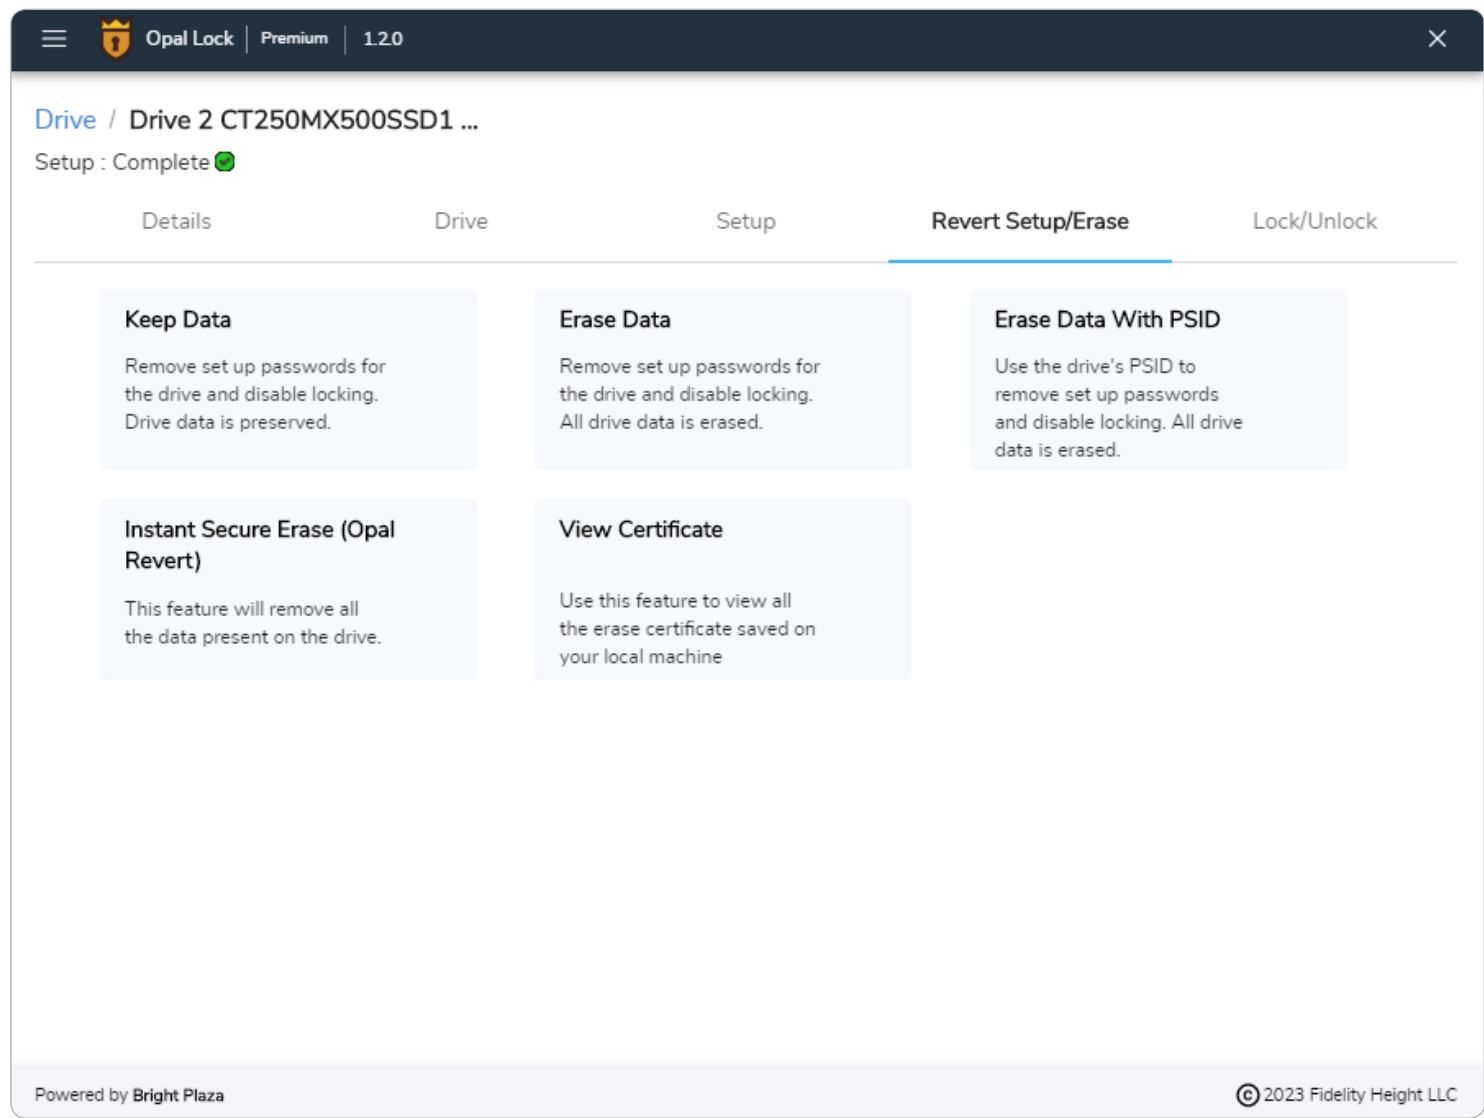 Opal Lock | Premium | 1.2.0
Drive / Drive 2 CT250MX500SSD1 ...
Setup : Complete
Details Drive Setup Revert Setup/Erase Lock/Unlock
Keep Data
Remove set up passwords for
the drive and disable locking.
Drive data is preserved.
Erase Data
Remove set up passwords for
the drive and disable locking.
All drive data is erased.
Erase Data With PSID
Use the drive's PSID to
remove set up passwords
and disable locking. All drive
data is erased.
Instant Secure Erase (Opal
Revert)
This feature will remove all
the data present on the drive.
View Certificate
Use this feature to view all
the erase certificate saved on
your local machine
Powered by Bright Plaza
© 2023 Fidelity Height LLC